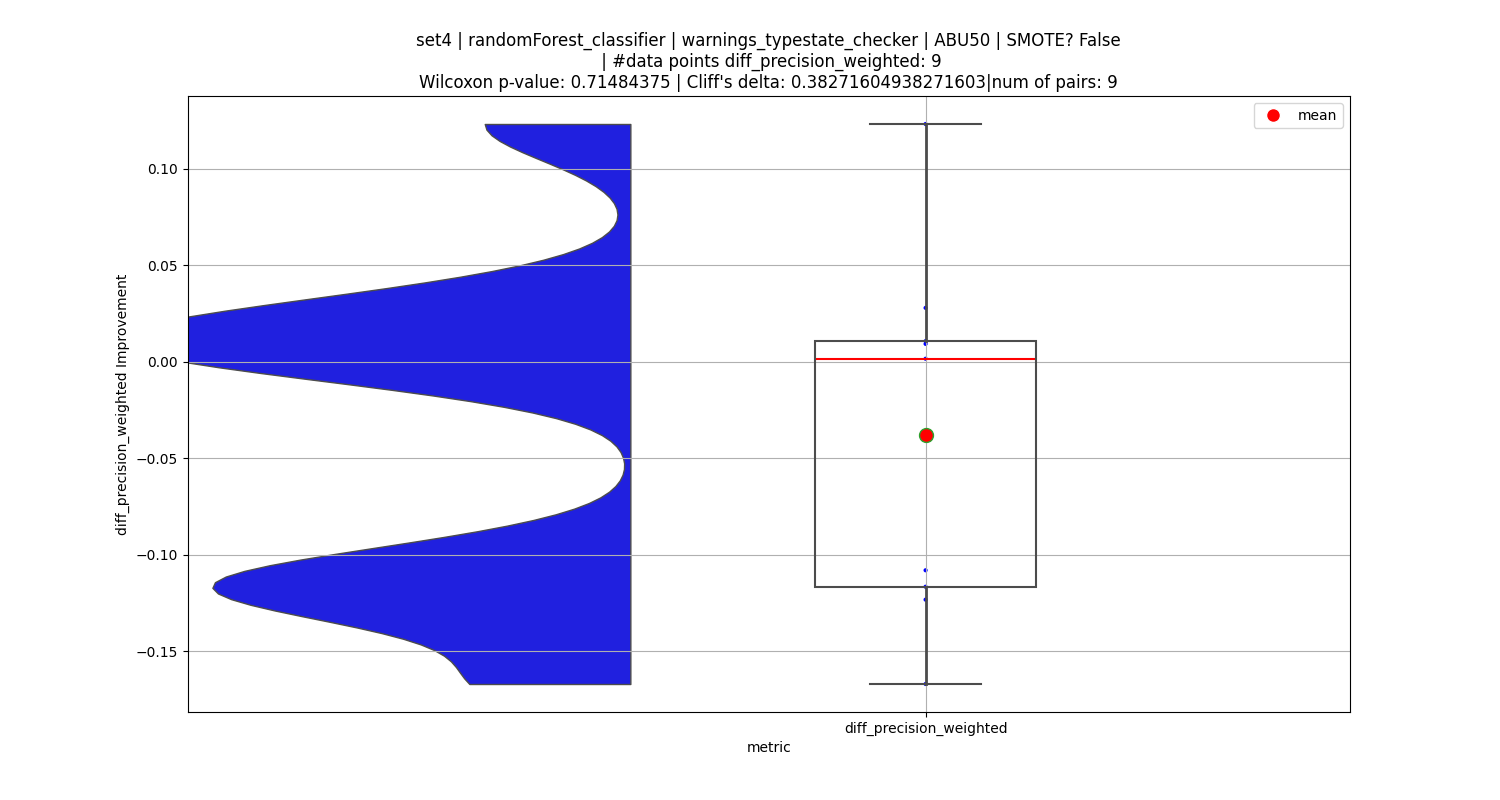 set4 | randomForest_classifier | warnings_typestate_checker | ABU50 | SMOTE? False
| #data points diff_precision_weighted: 9
Wilcoxon p-value: 0.71484375 | Cliff's delta: 0.38271604938271603|num of pairs: 9
mean
0.10
0.05
0.00
−0.05
−0.10
−0.15
diff_precision_weighted Improvement
diff_precision_weighted
metric